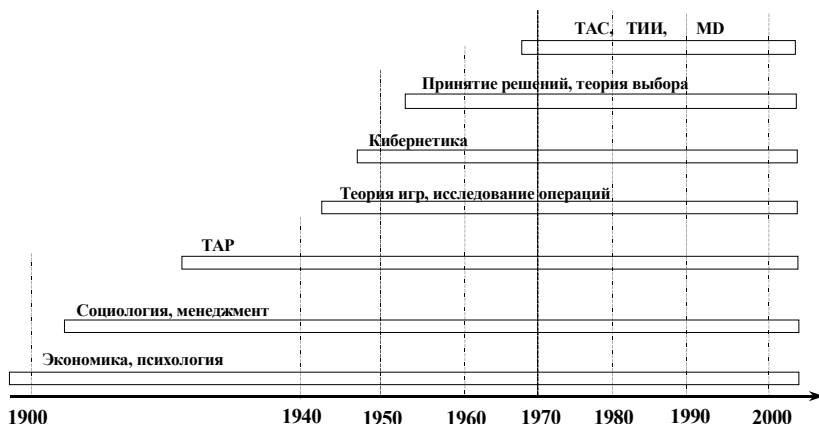 ТАС, ТИИ, MD
Принятие решений, теория выбора
Кибернетика
Теория игр, исследование операций
ТАР
Социология, менеджмент
Экономика, психология
1900 1940 1950 1960 1970 1980 1990 2000